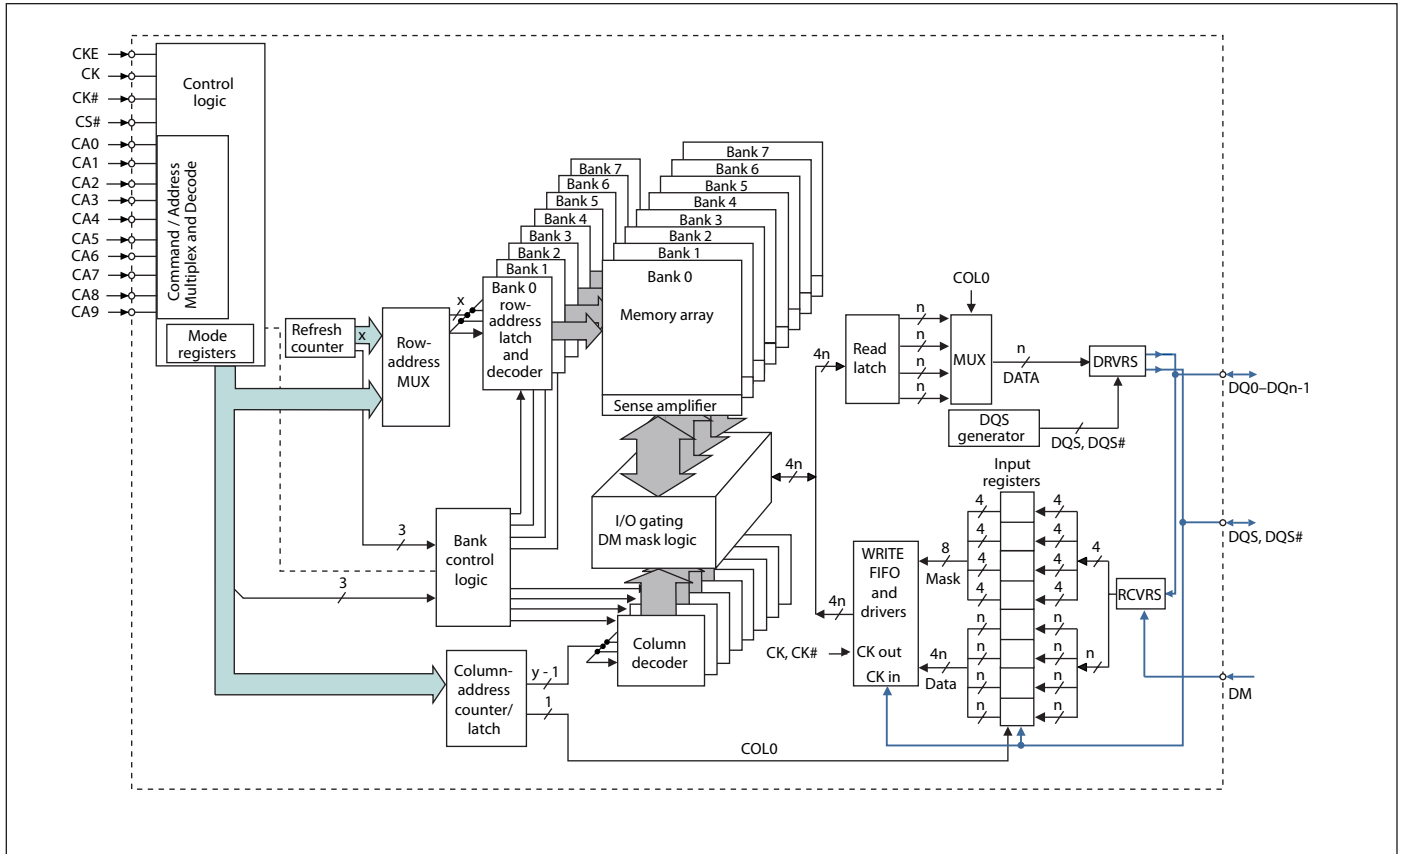 CKE
CK
CK#
CS#
CA0
CA1
CA2
CA3
CA4
CA5
CA6
CA7
CA8
CA9
Control
logic
Command / Address
Multiplex and Decode
Mode
registers
Refresh
counter
x
Row-
address
MUX
x
3
3
Bank 7
Bank 6
Bank 5
Bank 4
Bank 3
Bank 2
Bank 1
Bank 0
row-
address
latch
and
decoder
Bank 7
Bank 6
Bank 5
Bank 4
Bank 3
Bank 2
Bank 1
Bank 0
Memory array
Sense amplifier
Bank
control
logic
I/O gating
DM mask logic
Column
decoder
Column-
address
counter/
latch
y - 1
1
COL0
4n
4n
4n
Read
latch
n
n
n
n
COL0
MUX
n
DATA
DRVRS
DQS
generator
DQS, DQS#
DQ0–DQn-1
DQS, DQS#
DM
Input
registers
4
4
4
4
n
n
n
n
4
4
4
4
n
n
n
n
4
n
RCVRS
8
Mask
4n
Data
WRITE
FIFO
and
drivers
CK out
CK in
CK, CK#